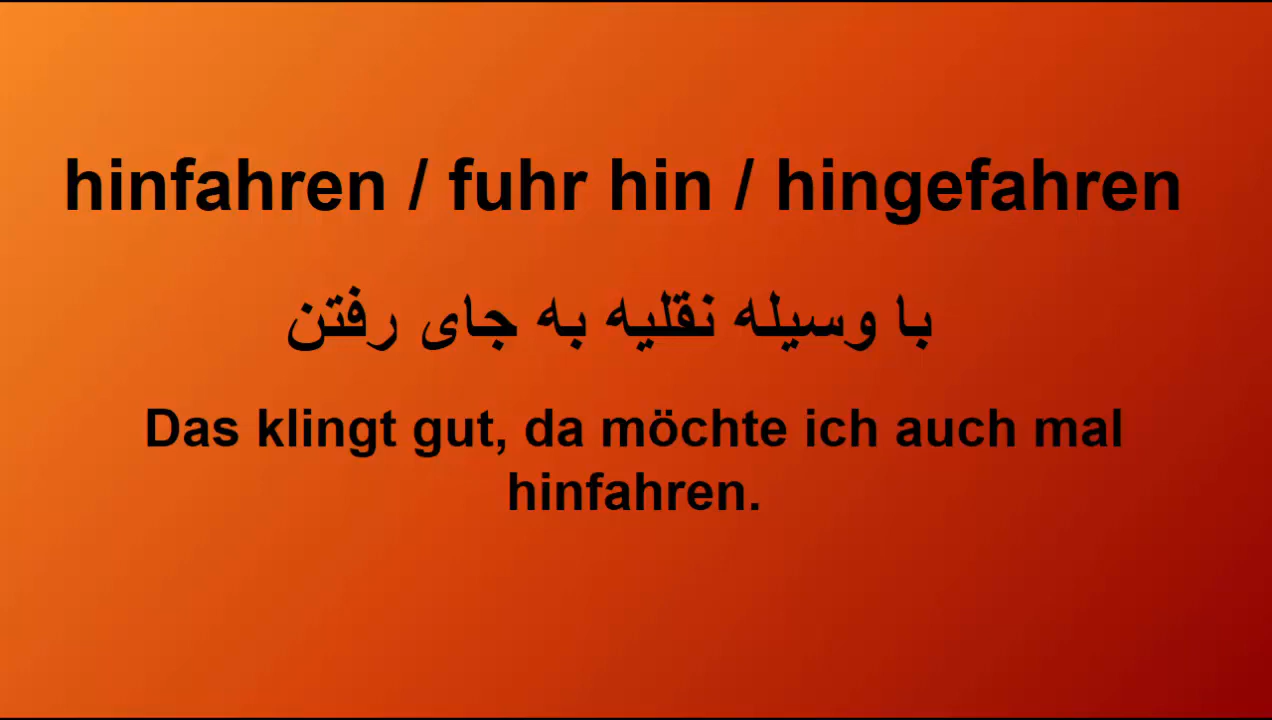 hinfahren / fuhr hin / hingefahren
با وسیله نقلیه به جای رفتن
Das klingt gut, da möchte ich auch mal
hinfahren.